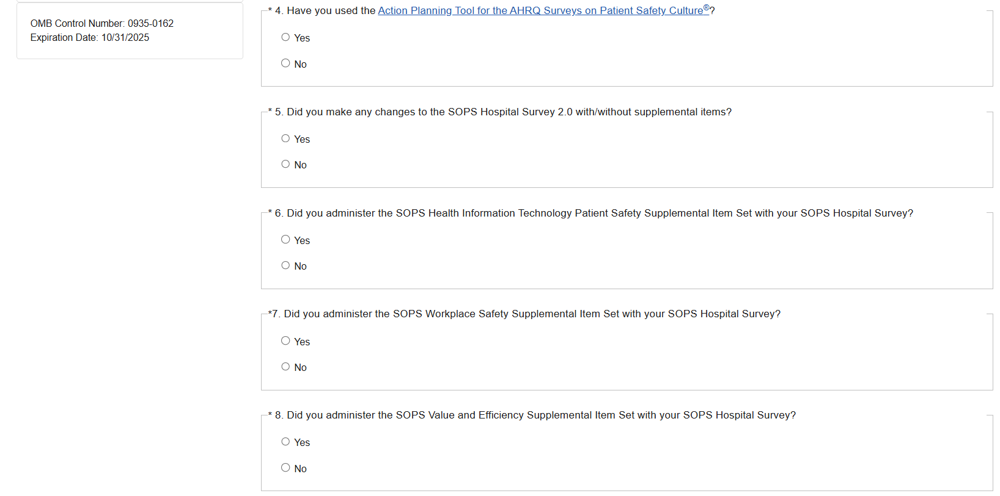 OMB Control Number: 0935-0162
Expiration Date: 10/31/2025
* 4. Have you used the Action Planning Tool for the AHRQ Surveys on Patient Safety Culture®?
Yes
No
* 5. Did you make any changes to the SOPS Hospital Survey 2.0 with/without supplemental items?
Yes
No
* 6. Did you administer the SOPS Health Information Technology Patient Safety Supplemental Item Set with your SOPS Hospital Survey?
Yes
No
*7. Did you administer the SOPS Workplace Safety Supplemental Item Set with your SOPS Hospital Survey?
Yes
No
* 8. Did you administer the SOPS Value and Efficiency Supplemental Item Set with your SOPS Hospital Survey?
Yes
No